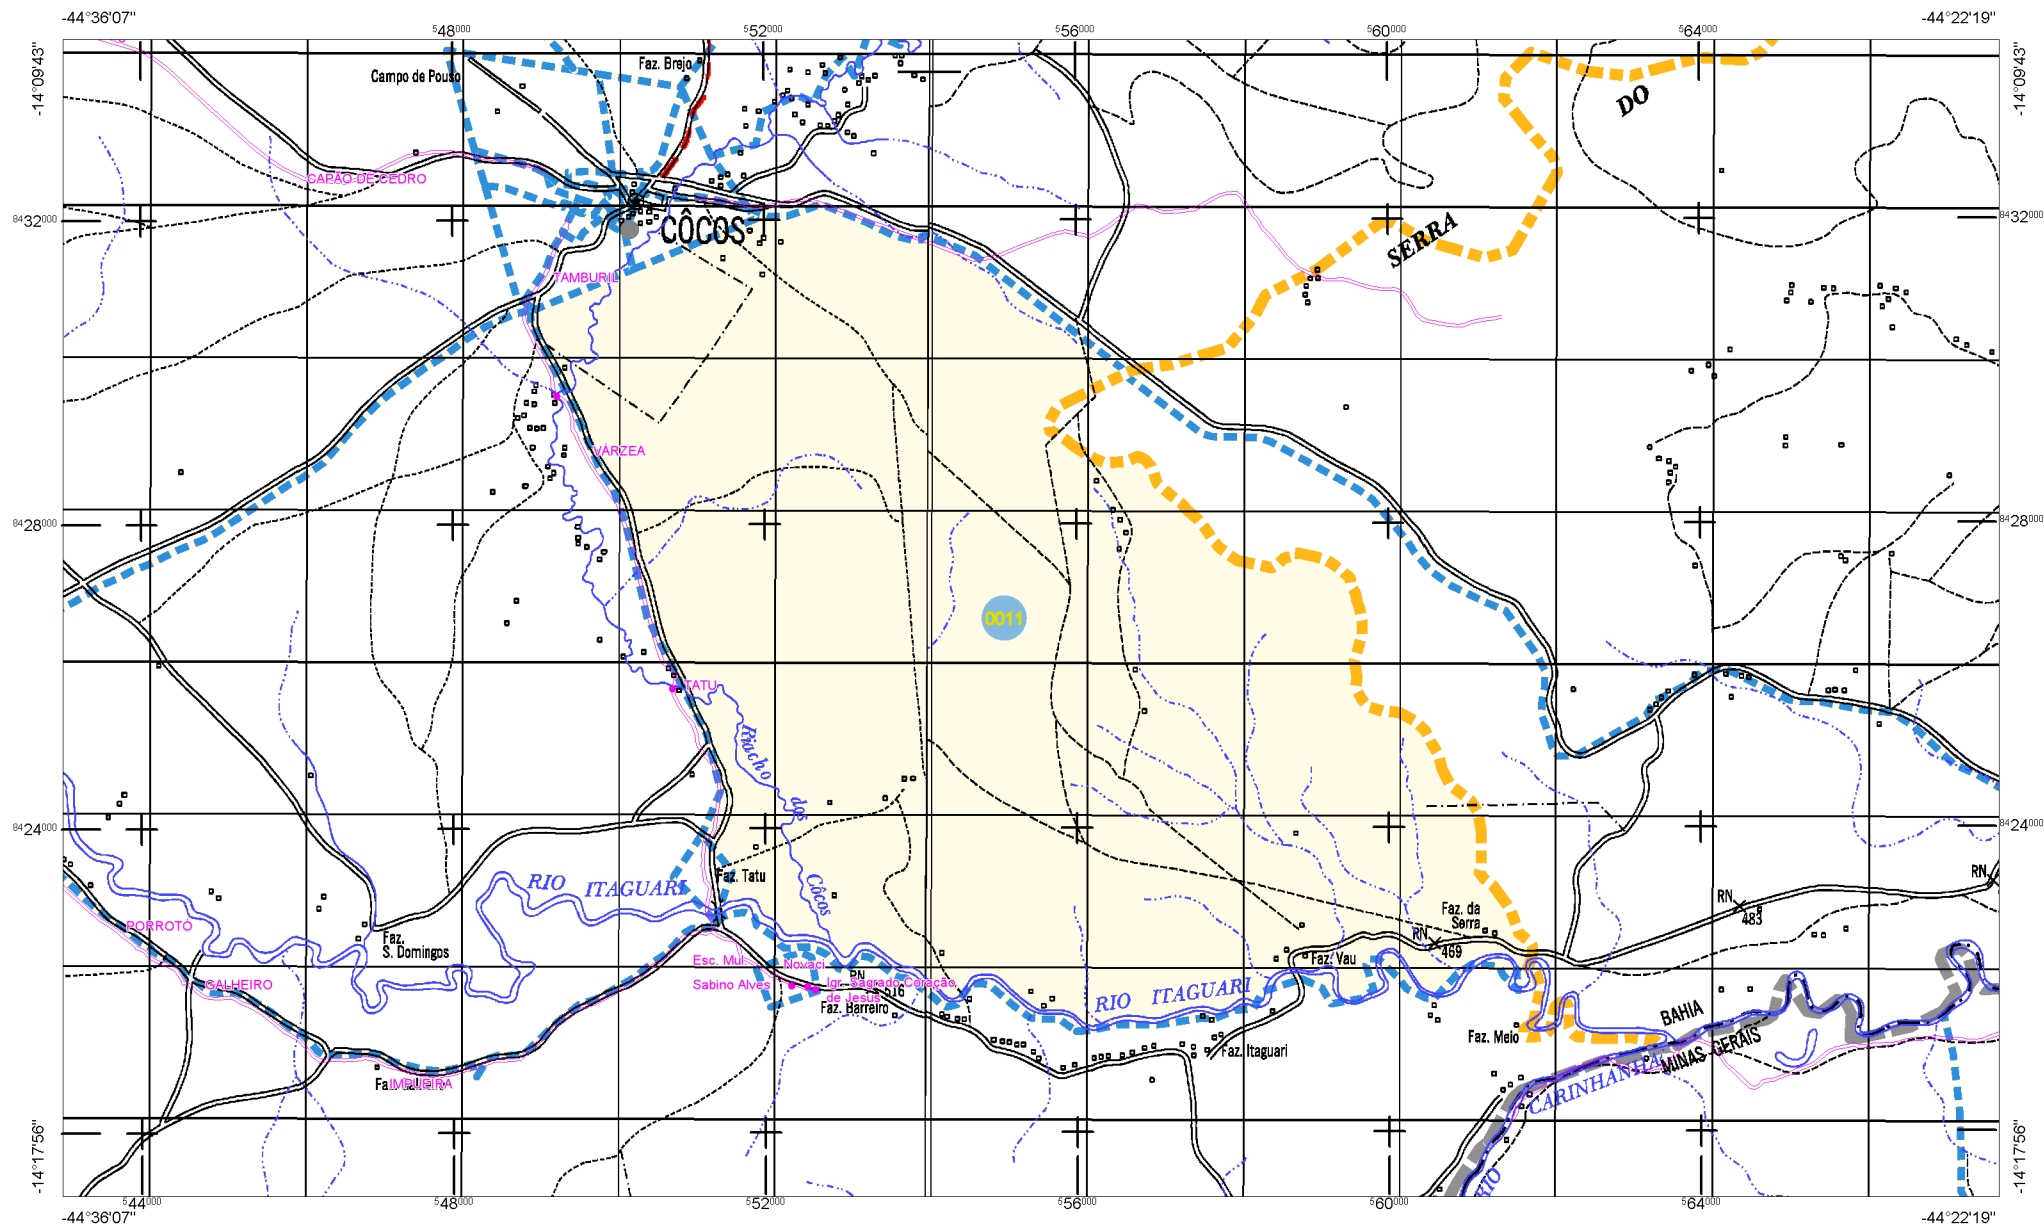 -44°36'07"
-44°22'19"
548000
552000
556000
560000
564000
-14°09'43"
-14°09'43"
Campo de Pouso
Faz. Brejo
DO
CAPÃO DE CEDRO
8432000
CÔCOS
SERRA
8432000
TAMBURIL
VÁRZEA
8428000
8428000
0011
TATU
Riacho
das
Côcos
8424000
8424000
RIO ITAGUARI
Faz. Tatu
RN
RN
483
PORROTÓ
Faz.
S. Domingos
Faz. da
Serra
RN
469
Esc. Mul.
Sabino Alves
Novaci
RN
Igr. Sagrado Coração
de Jesus
Faz. Barreiro
Faz. Vau
GALHEIRO
RIO ITAGUARI
BAHIA
MINAS GERAIS
Faz. Meio
Faz. Itaguari
IMPUEIRA
CARINHANHA
RIO
-14°17'56"
-14°17'56"
544000
548000
552000
556000
560000
564000
-44°36'07"
-44°22'19"